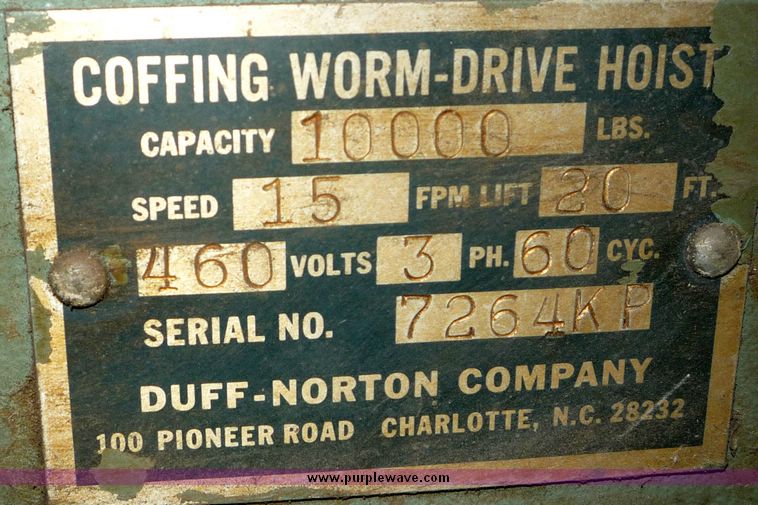 COFFING WORM-DRIVE HOIST
CAPACITY 10000 LBS.
SPEED 15 FPM LIFT 20 FT.
460 VOLTS 3 PH. 60 CYC.
SERIAL NO. 7264KP
DUFF-NORTON COMPANY
100 PIONEER ROAD CHARLOTTE, N.C. 28232
www.purplewave.com